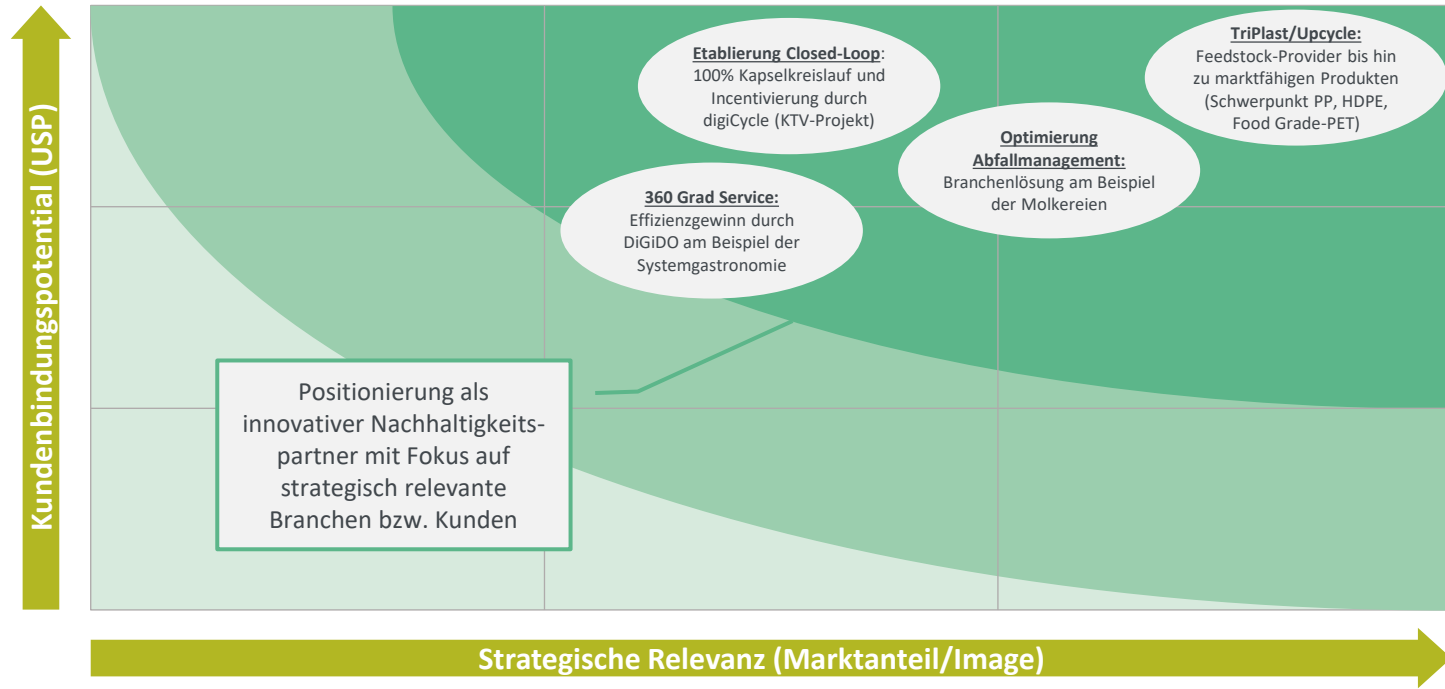 Kundenbindungspotential (USP)
Etablierung Closed-Loop:
100% Kapselkreislauf und
Incentivierung durch
digiCycle (KTV-Projekt)
TriPlast/Upcycle:
Feedstock-Provider bis hin
zu marktfähigen Produkten
(Schwerpunkt PP, HDPE,
Food Grade-PET)
Optimierung
Abfallmanagement:
Branchenlösung am Beispiel
der Molkereien
360 Grad Service:
Effizienzgewinn durch
DiGiDO am Beispiel der
Systemgastronomie
Positionierung als
innovativer Nachhaltigkeits-
partner mit Fokus auf
strategisch relevante
Branchen bzw. Kunden
Strategische Relevanz (Marktanteil/Image)